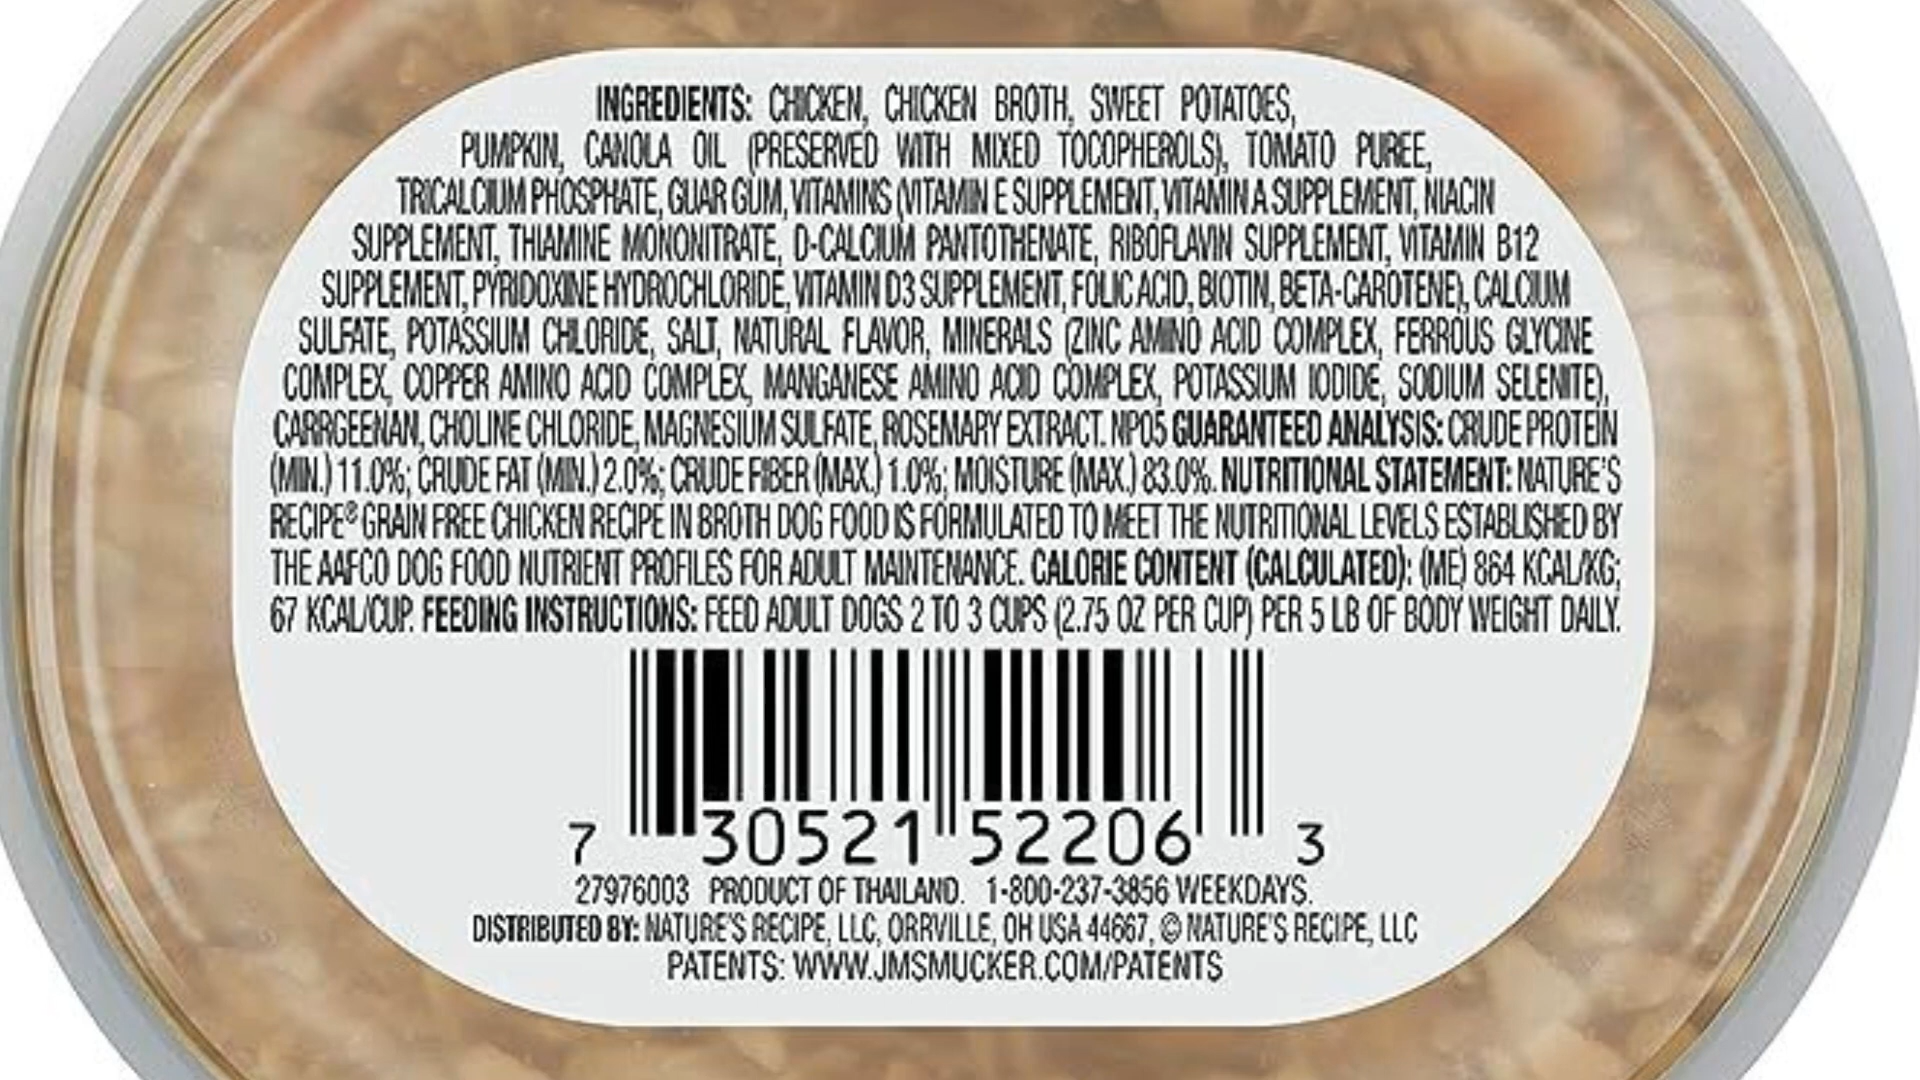 INGREDIENTS: CHICKEN, CHICKEN BROTH, SWEET POTATOES,
PUMPKIN, CANOLA OIL (PRESERVED WITH MIXED TOCOPHEROLS), TOMATO PUREE,
TRICALCIUM PHOSPHATE, GUAR GUM, VITAMINS (VITAMIN E SUPPLEMENT, VITAMIN A SUPPLEMENT, NIACIN
SUPPLEMENT, THIAMINE MONONITRATE, D-CALCIUM PANTOTHENATE, RIBOFLAVIN SUPPLEMENT, VITAMIN B12
SUPPLEMENT, PYRIDOXINE HYDROCHLORIDE, VITAMIN D3 SUPPLEMENT, FOLIC ACID, BIOTIN, BETA-CAROTENE), CALCIUM
SULFATE, POTASSIUM CHLORIDE, SALT, NATURAL FLAVOR, MINERALS (ZINC AMINO ACID COMPLEX, FERROUS GLYCINE
COMPLEX, COPPER AMINO ACID COMPLEX, MANGANESE AMINO ACID COMPLEX, POTASSIUM IODIDE, SODIUM SELENITE),
CARRGEENAN, CHOLINE CHLORIDE, MAGNESIUM SULFATE, ROSEMARY EXTRACT. NP05 GUARANTEED ANALYSIS: CRUDE PROTEIN
(MIN.) 11.0%; CRUDE FAT (MIN.) 2.0%; CRUDE FIBER (MAX.) 1.0%; MOISTURE (MAX.) 83.0%. NUTRITIONAL STATEMENT: NATURE'S
RECIPE® GRAIN FREE CHICKEN RECIPE IN BROTH DOG FOOD IS FORMULATED TO MEET THE NUTRITIONAL LEVELS ESTABLISHED BY
THE AAFCO DOG FOOD NUTRIENT PROFILES FOR ADULT MAINTENANCE. CALORIE CONTENT (CALCULATED): (ME) 864 KCAL/KG;
67 KCAL/CUP. FEEDING INSTRUCTIONS: FEED ADULT DOGS 2 TO 3 CUPS (2.75 OZ PER CUP) PER 5 LB OF BODY WEIGHT DAILY.
7 30521 52206 3
27976003 PRODUCT OF THAILAND. 1-800-237-3856 WEEKDAYS.
DISTRIBUTED BY: NATURE'S RECIPE, LLC, ORRVILLE, OH USA 44667, © NATURE'S RECIPE, LLC
PATENTS: WWW.JMSMUCKER.COM/PATENTS